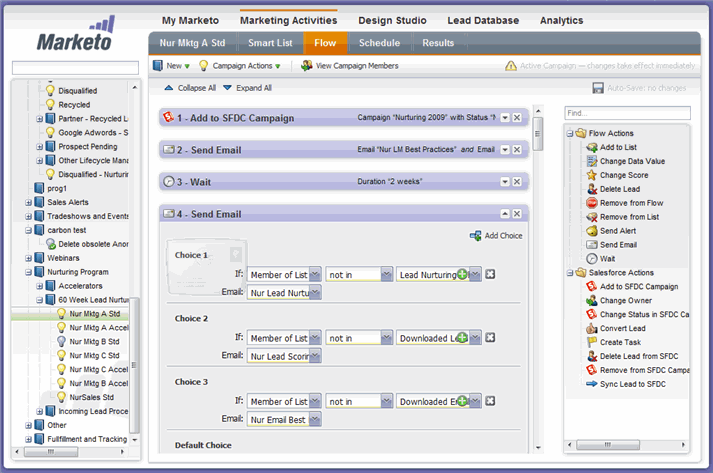 Marketo
My Marketo
Marketing Activities
Design Studio
Lead Database
Analytics
Nur Mktg A Std
Smart List
Flow
Schedule
Results
New
Campaign Actions
View Campaign Members
Active Campaign — changes take effect immediately
Collapse All
Expand All
Auto-Save: no changes
Disqualified
Recycled
Partner - Recycled L
Google Adwords - S
Prospect Pending
Other Lifecycle Mana
Disqualified - Nurturin
prog1
Sales Alerts
Tradeshows and Events
carbon test
Delete obsolete Anor
Webinars
Nurturing Program
Accelerators
60 Week Lead Nurtu
Nur Mktg A Std
Nur Mktg A Accel
Nur Mktg B Std
Nur Mktg C Std
Nur Mktg C Accel
Nur Mktg B Accel
NurSales Std
Incoming Lead Proce
Other
Fullfillment and Tracking
1 - Add to SFDC Campaign
Campaign "Nurturing 2009" with Status "N
2 - Send Email
Email "Nur LM Best Practices" and Email
3 - Wait
Duration "2 weeks"
4 - Send Email
Add Choice
Choice 1
If: Member of List not in Lead Nurturing
Email: Nur Lead Nurtu
Choice 2
If: Member of List not in Downloaded Le
Email: Nur Lead Scorin
Choice 3
If: Member of List not in Downloaded E
Email: Nur Email Best
Default Choice
Find...
Flow Actions
Add to List
Change Data Value
Change Score
Delete Lead
Remove from Flow
Remove from List
Send Alert
Send Email
Wait
Salesforce Actions
Add to SFDC Campaign
Change Owner
Change Status in SFDC Ca
Convert Lead
Create Task
Delete Lead from SFDC
Remove from SFDC Campa
Sync Lead to SFDC